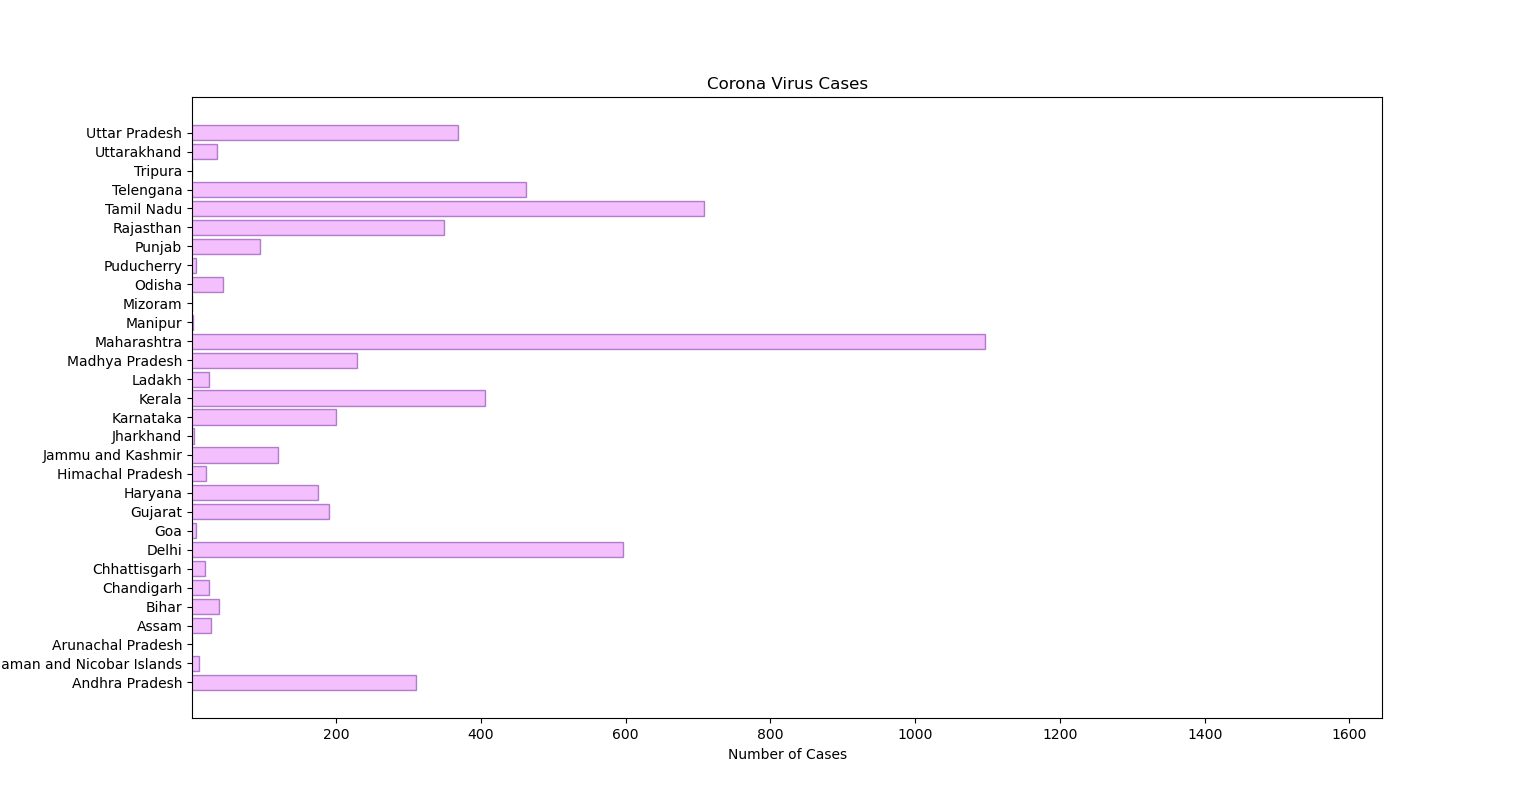 Corona Virus Cases
Uttar Pradesh
Uttarakhand
Tripura
Telengana
Tamil Nadu
Rajasthan
Punjab
Puducherry
Odisha
Mizoram
Manipur
Maharashtra
Madhya Pradesh
Ladakh
Kerala
Karnataka
Jharkhand
Jammu and Kashmir
Himachal Pradesh
Haryana
Gujarat
Goa
Delhi
Chhattisgarh
Chandigarh
Bihar
Assam
Arunachal Pradesh
aman and Nicobar Islands
Andhra Pradesh
200 400 600 800 1000 1200 1400 1600
Number of Cases